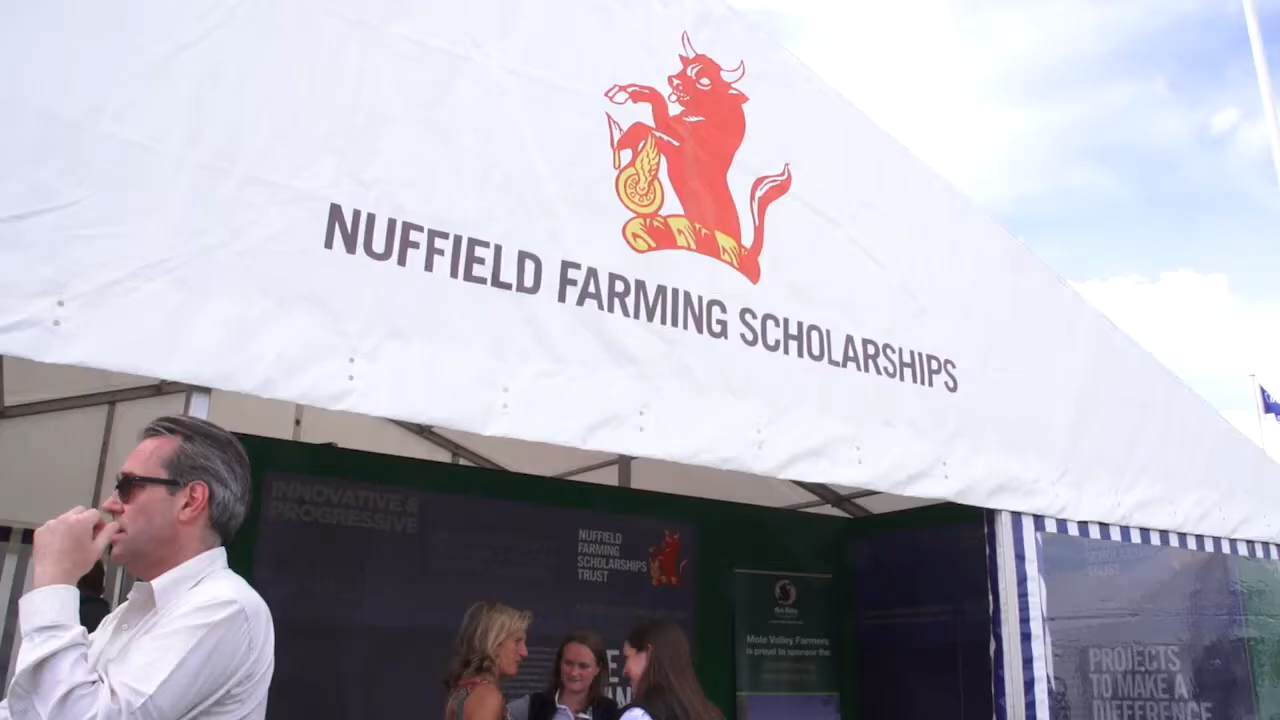 NUFFIELD FARMING SCHOLARSHIPS
INNOVATIVE &
PROGRESSIVE
NUFFIELD
FARMING
SCHOLARSHIPS
TRUST
Mole Valley Farmers
is proud to sponsor the:
TRUST
PROJECTS
TO MAKE A
DIFFERENCE